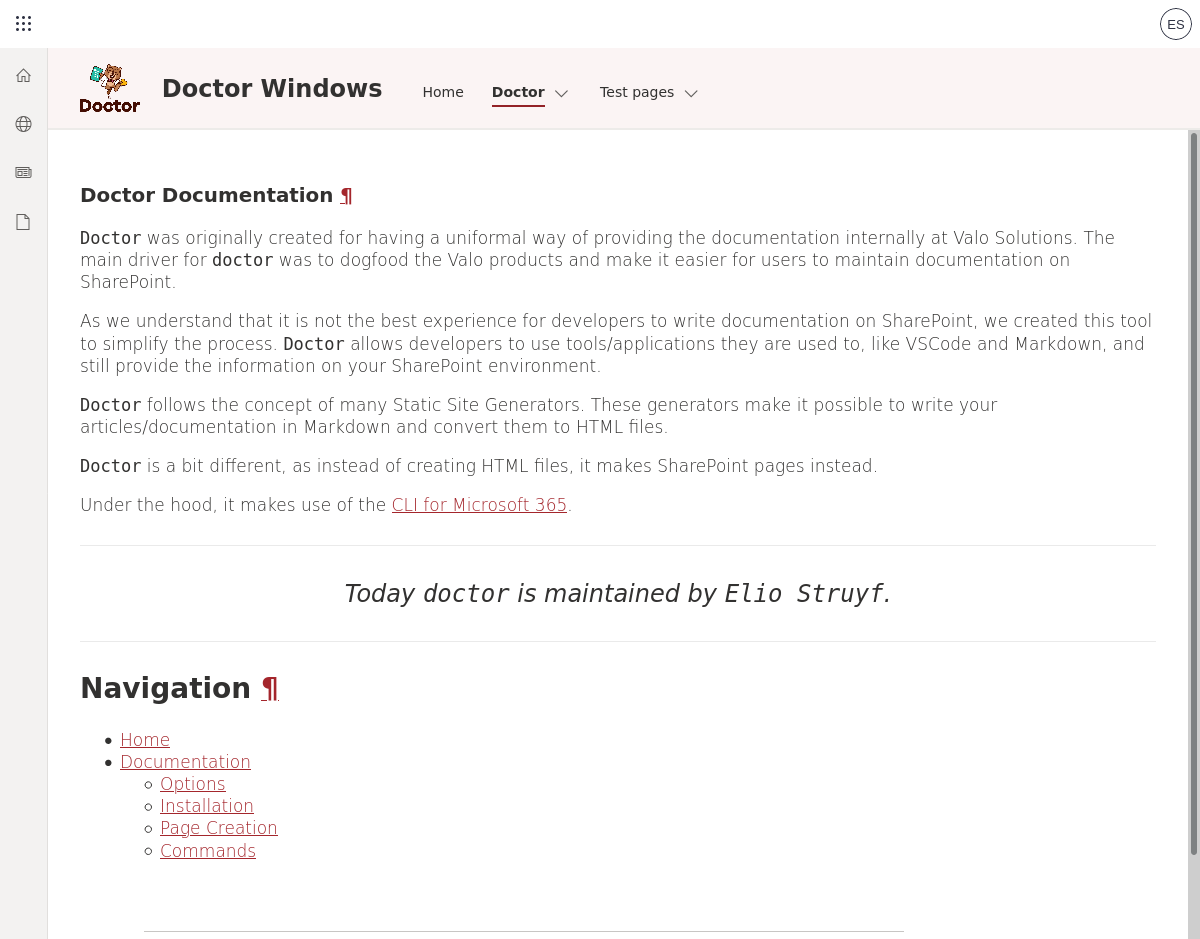 ES
Doctor
Doctor Windows
Home
Doctor
Test pages
Doctor Documentation ¶
Doctor was originally created for having a uniformal way of providing the documentation internally at Valo Solutions. The
main driver for doctor was to dogfood the Valo products and make it easier for users to maintain documentation on
SharePoint.
As we understand that it is not the best experience for developers to write documentation on SharePoint, we created this tool
to simplify the process. Doctor allows developers to use tools/applications they are used to, like VSCode and Markdown, and
still provide the information on your SharePoint environment.
Doctor follows the concept of many Static Site Generators. These generators make it possible to write your
articles/documentation in Markdown and convert them to HTML files.
Doctor is a bit different, as instead of creating HTML files, it makes SharePoint pages instead.
Under the hood, it makes use of the CLI for Microsoft 365.
Today doctor is maintained by Elio Struyf.
Navigation ¶
Home
Documentation
Options
Installation
Page Creation
Commands